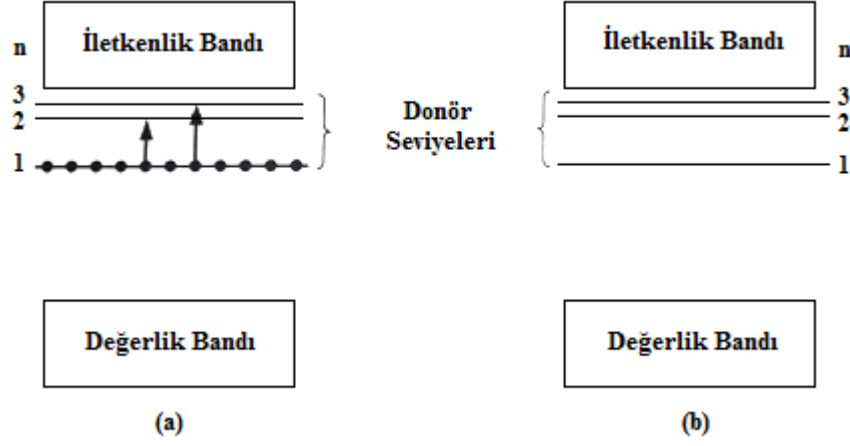 n
İletkenlik Bandı
3
2
1
Değerlik Bandı
(a)
Donör
Seviyeleri
İletkenlik Bandı
n
3
2
1
Değerlik Bandı
(b)